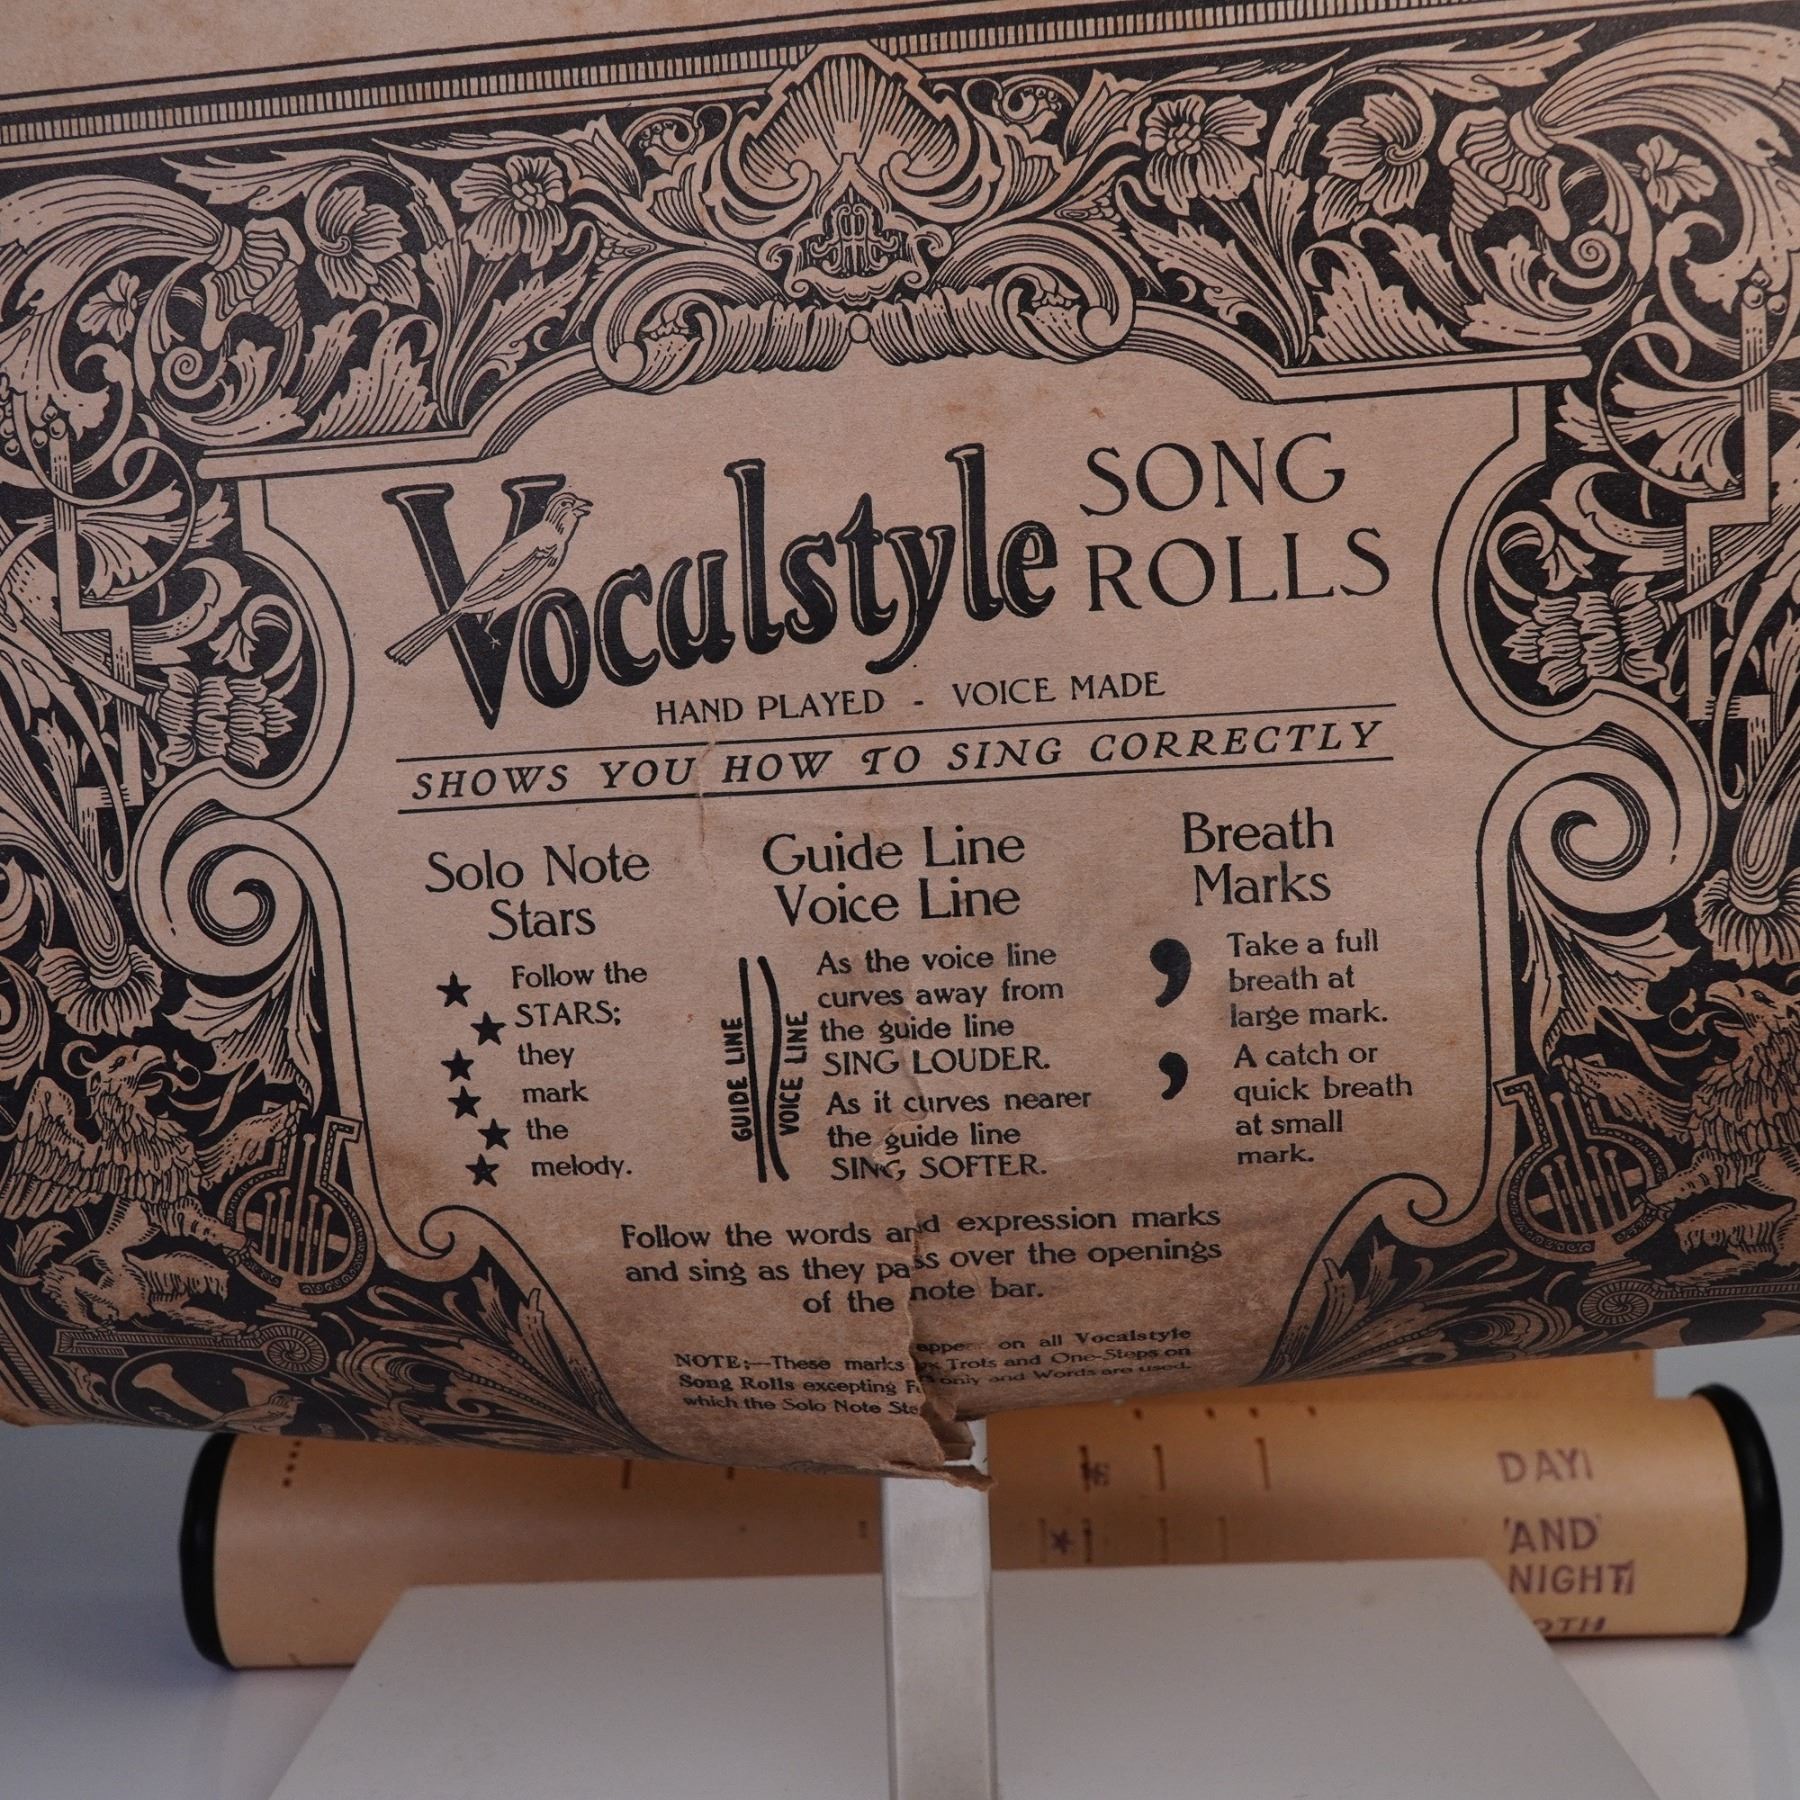 Vocalstyle SONG ROLLS
HAND PLAYED - VOICE MADE
SHOWS YOU HOW TO SING CORRECTLY
Solo Note
Stars
Follow the
STARS;
they
mark
the
melody.
Guide Line
Voice Line
GUIDE LINE
VOICE LINE
As the voice line
curves away from
the guide line
SING LOUDER.
As it curves nearer
the guide line
SING SOFTER.
Breath
Marks
Take a full
breath at
large mark.
A catch or
quick breath
at small
mark.
Follow the words and expression marks
and sing as they pass over the openings
of the note bar.
NOTE:—These marks appear on all Vocalstyle
Song Rolls excepting Fox Trots and One-Steps on
which the Solo Note Stars only and Words are used.
DAY
AND
NIGHT